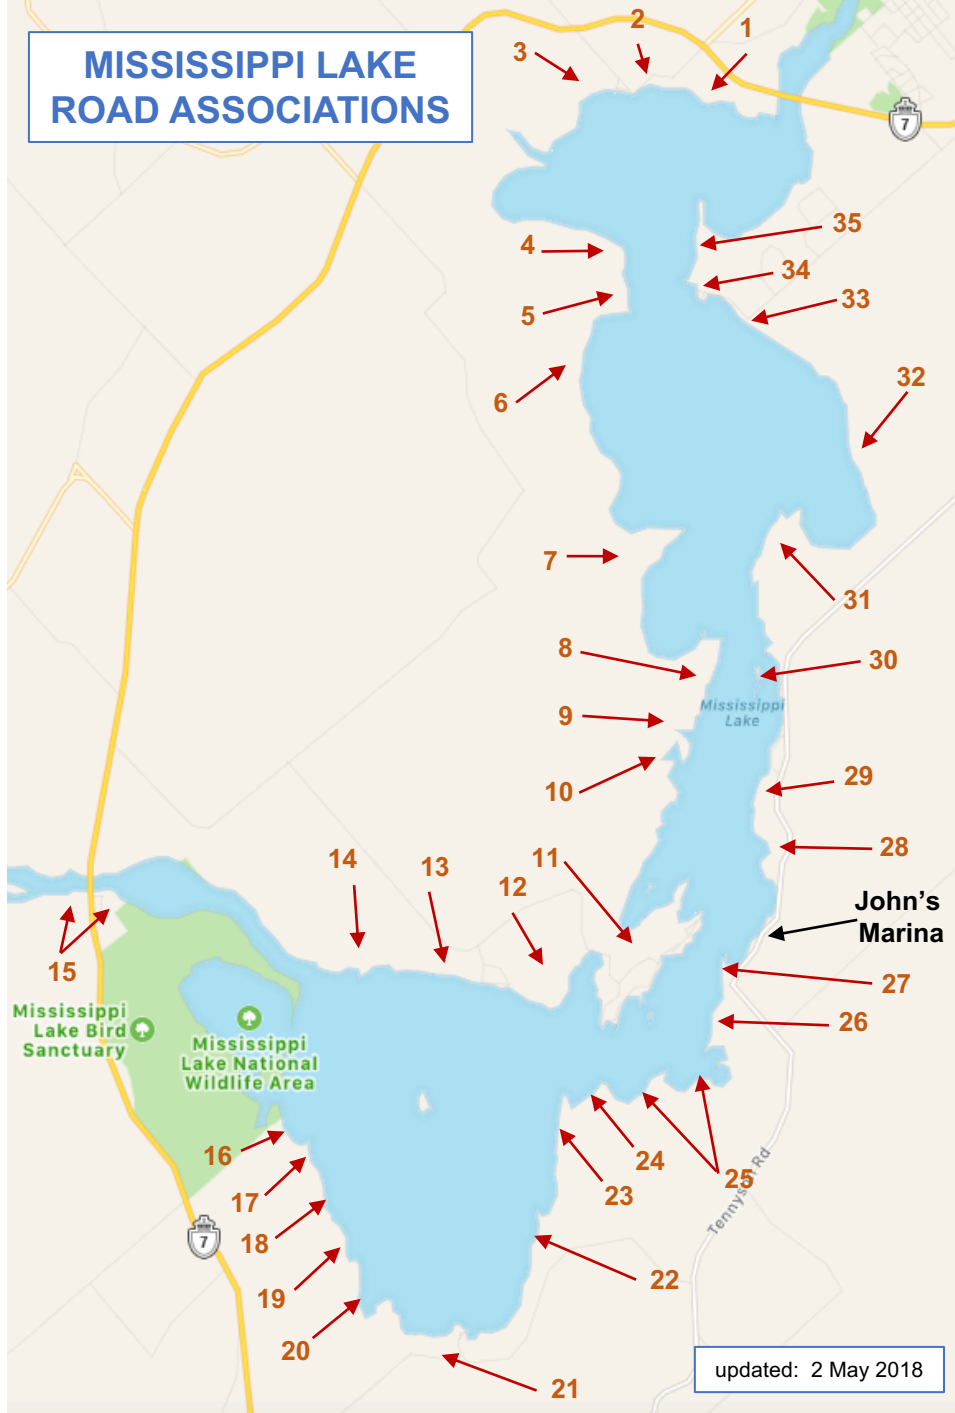 MISSISSIPPI LAKE
ROAD ASSOCIATIONS
1
2
3
7
4
5
6
35
34
33
32
7
31
8
30
Mississippi
Lake
9
10
29
28
11
12
13
14
John's
Marina
15
27
26
Mississippi
Lake Bird
Sanctuary
Mississippi
Lake National
Wildlife Area
16
17
18
19
20
21
22
23
24
25
Tennyson Rd
7
updated: 2 May 2018